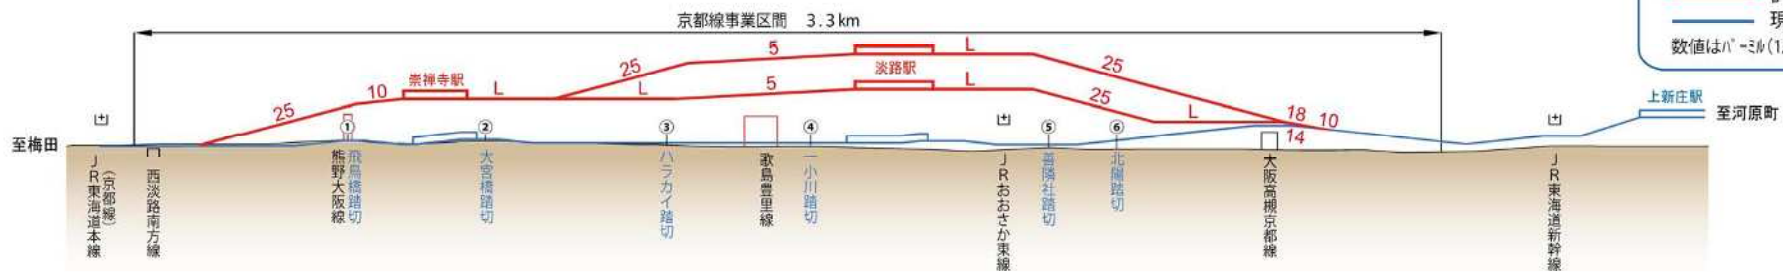 京都線事業区間 3.3km
現
数値はパーミル(1
25
10
崇禅寺駅
L
L
25
5
5
淡路駅
L
L
25
25
L
18
10
14
上新庄駅
至河原町
至梅田
①
②
③
④
⑤
⑥
JR東海道本線
(京都線)
西淡路南方線
熊野大阪線
飛鳥橋踏切
大宮橋踏切
ハラカイ踏切
歌島豊里線
一小川踏切
JRおおさか東線
善隣社踏切
北陽踏切
大阪高槻京都線
JR東海道新幹線